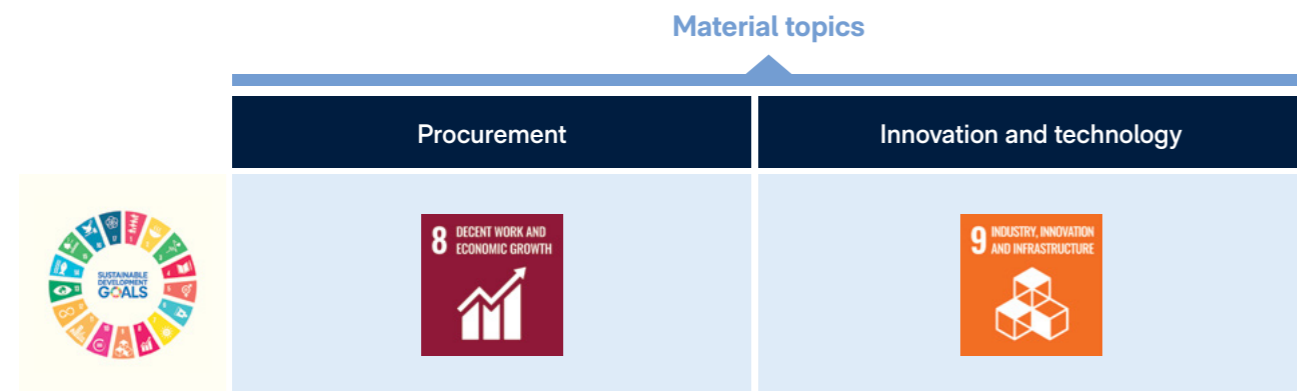 Material topics
Procurement
Innovation and technology
SUSTAINABLE
DEVELOPMENT
GOALS
8 DECENT WORK AND
ECONOMIC GROWTH
9 INDUSTRY, INNOVATION
AND INFRASTRUCTURE